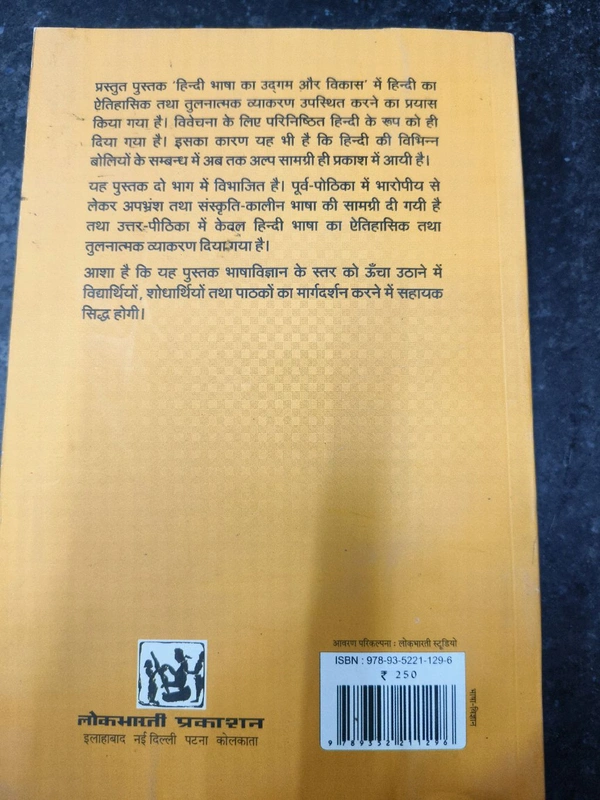 प्रस्तुत पुस्तक 'हिन्दी भाषा का उद्गम और विकास' में हिन्दी का
ऐतिहासिक तथा तुलनात्मक व्याकरण उपस्थित करने का प्रयास
किया गया है। विवेचना के लिए परिनिष्ठित हिन्दी के रूप को ही
दिया गया है। इसका कारण यह भी है कि हिन्दी की विभिन्न
बोलियों के सम्बन्ध में अब तक अल्प सामग्री ही प्रकाश में आयी है।
यह पुस्तक दो भाग में विभाजित है। पूर्व-पोठिका में भारोपीय से
लेकर अपभ्रंश तथा संस्कृति-कालीन भाषा की सामग्री दी गयी है
तथा उत्तर-पीठिका में केवल हिन्दी भाषा का ऐतिहासिक तथा
तुलनात्मक व्याकरण दिया गया है।
आशा है कि यह पुस्तक भाषाविज्ञान के स्तर को ऊँचा उठाने में
विद्यार्थियों, शोधार्थियों तथा पाठकों का मार्गदर्शन करने में सहायक
सिद्ध होगी।
आवरण परिकल्पना : लोकभारती स्टूडियो
ISBN : 978-93-5221-129-6
₹ 250
9 789352 211296
भाषा-विज्ञान
लोकभारती प्रकाशन
इलाहाबाद नई दिल्ली पटना कोलकाता